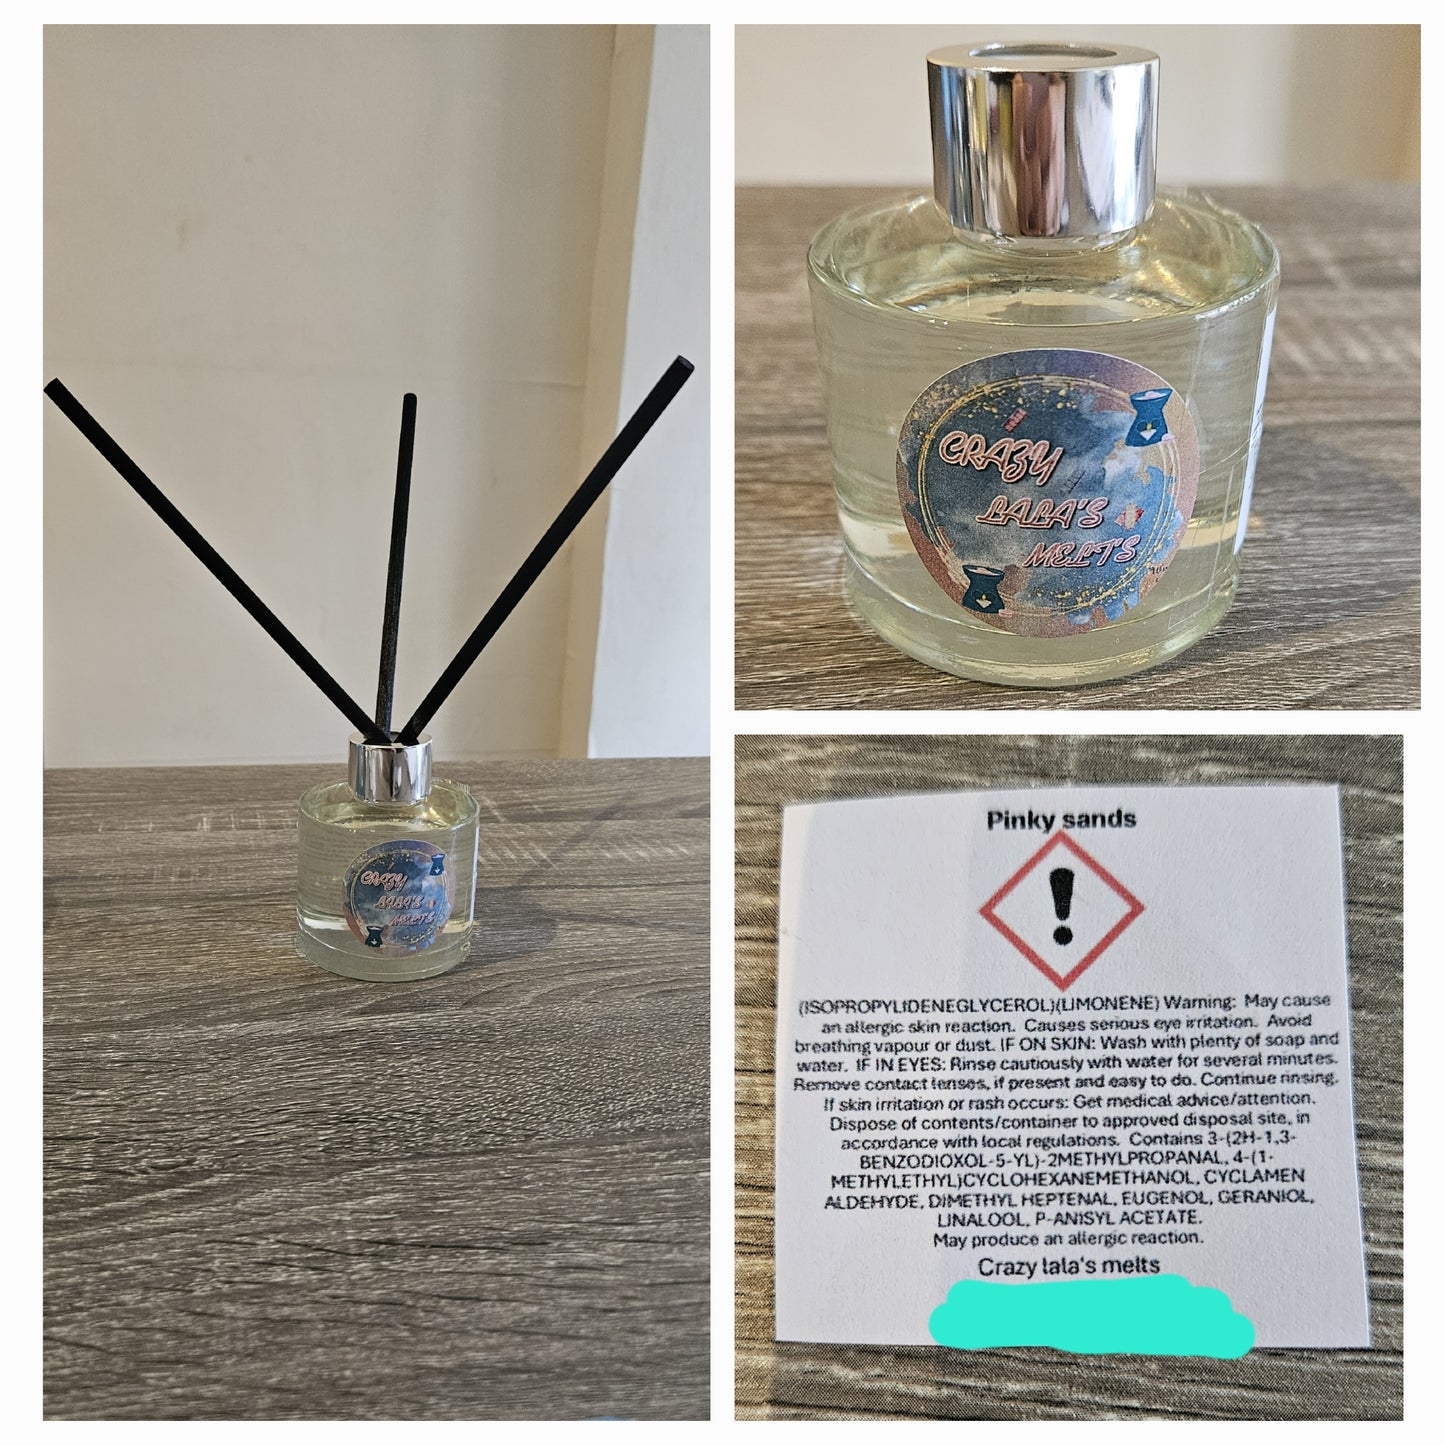 CRAZY
LALA'S
MELT'S
CRAZY
LALA'S
MELT'S
Pinky sands
(ISOPROPYLIDENEGLYCEROL)(LIMONENE) Warning: May cause
an allergic skin reaction. Causes serious eye irritation. Avoid
breathing vapour or dust. IF ON SKIN: Wash with plenty of soap and
water. IF IN EYES: Rinse cautiously with water for several minutes.
Remove contact lenses, if present and easy to do. Continue rinsing.
If skin irritation or rash occurs: Get medical advice/attention.
Dispose of contents/container to approved disposal site, in
accordance with local regulations. Contains 3-(2H-1,3-
BENZODIOXOL-5-YL)-2METHYLPROPANAL, 4-(1-
METHYLETHYL)CYCLOHEXANEMETHANOL, CYCLAMEN
ALDEHYDE, DIMETHYL HEPTENAL, EUGENOL, GERANIOL,
LINALOOL, P-ANISYL ACETATE.
May produce an allergic reaction.
Crazy lala's melts